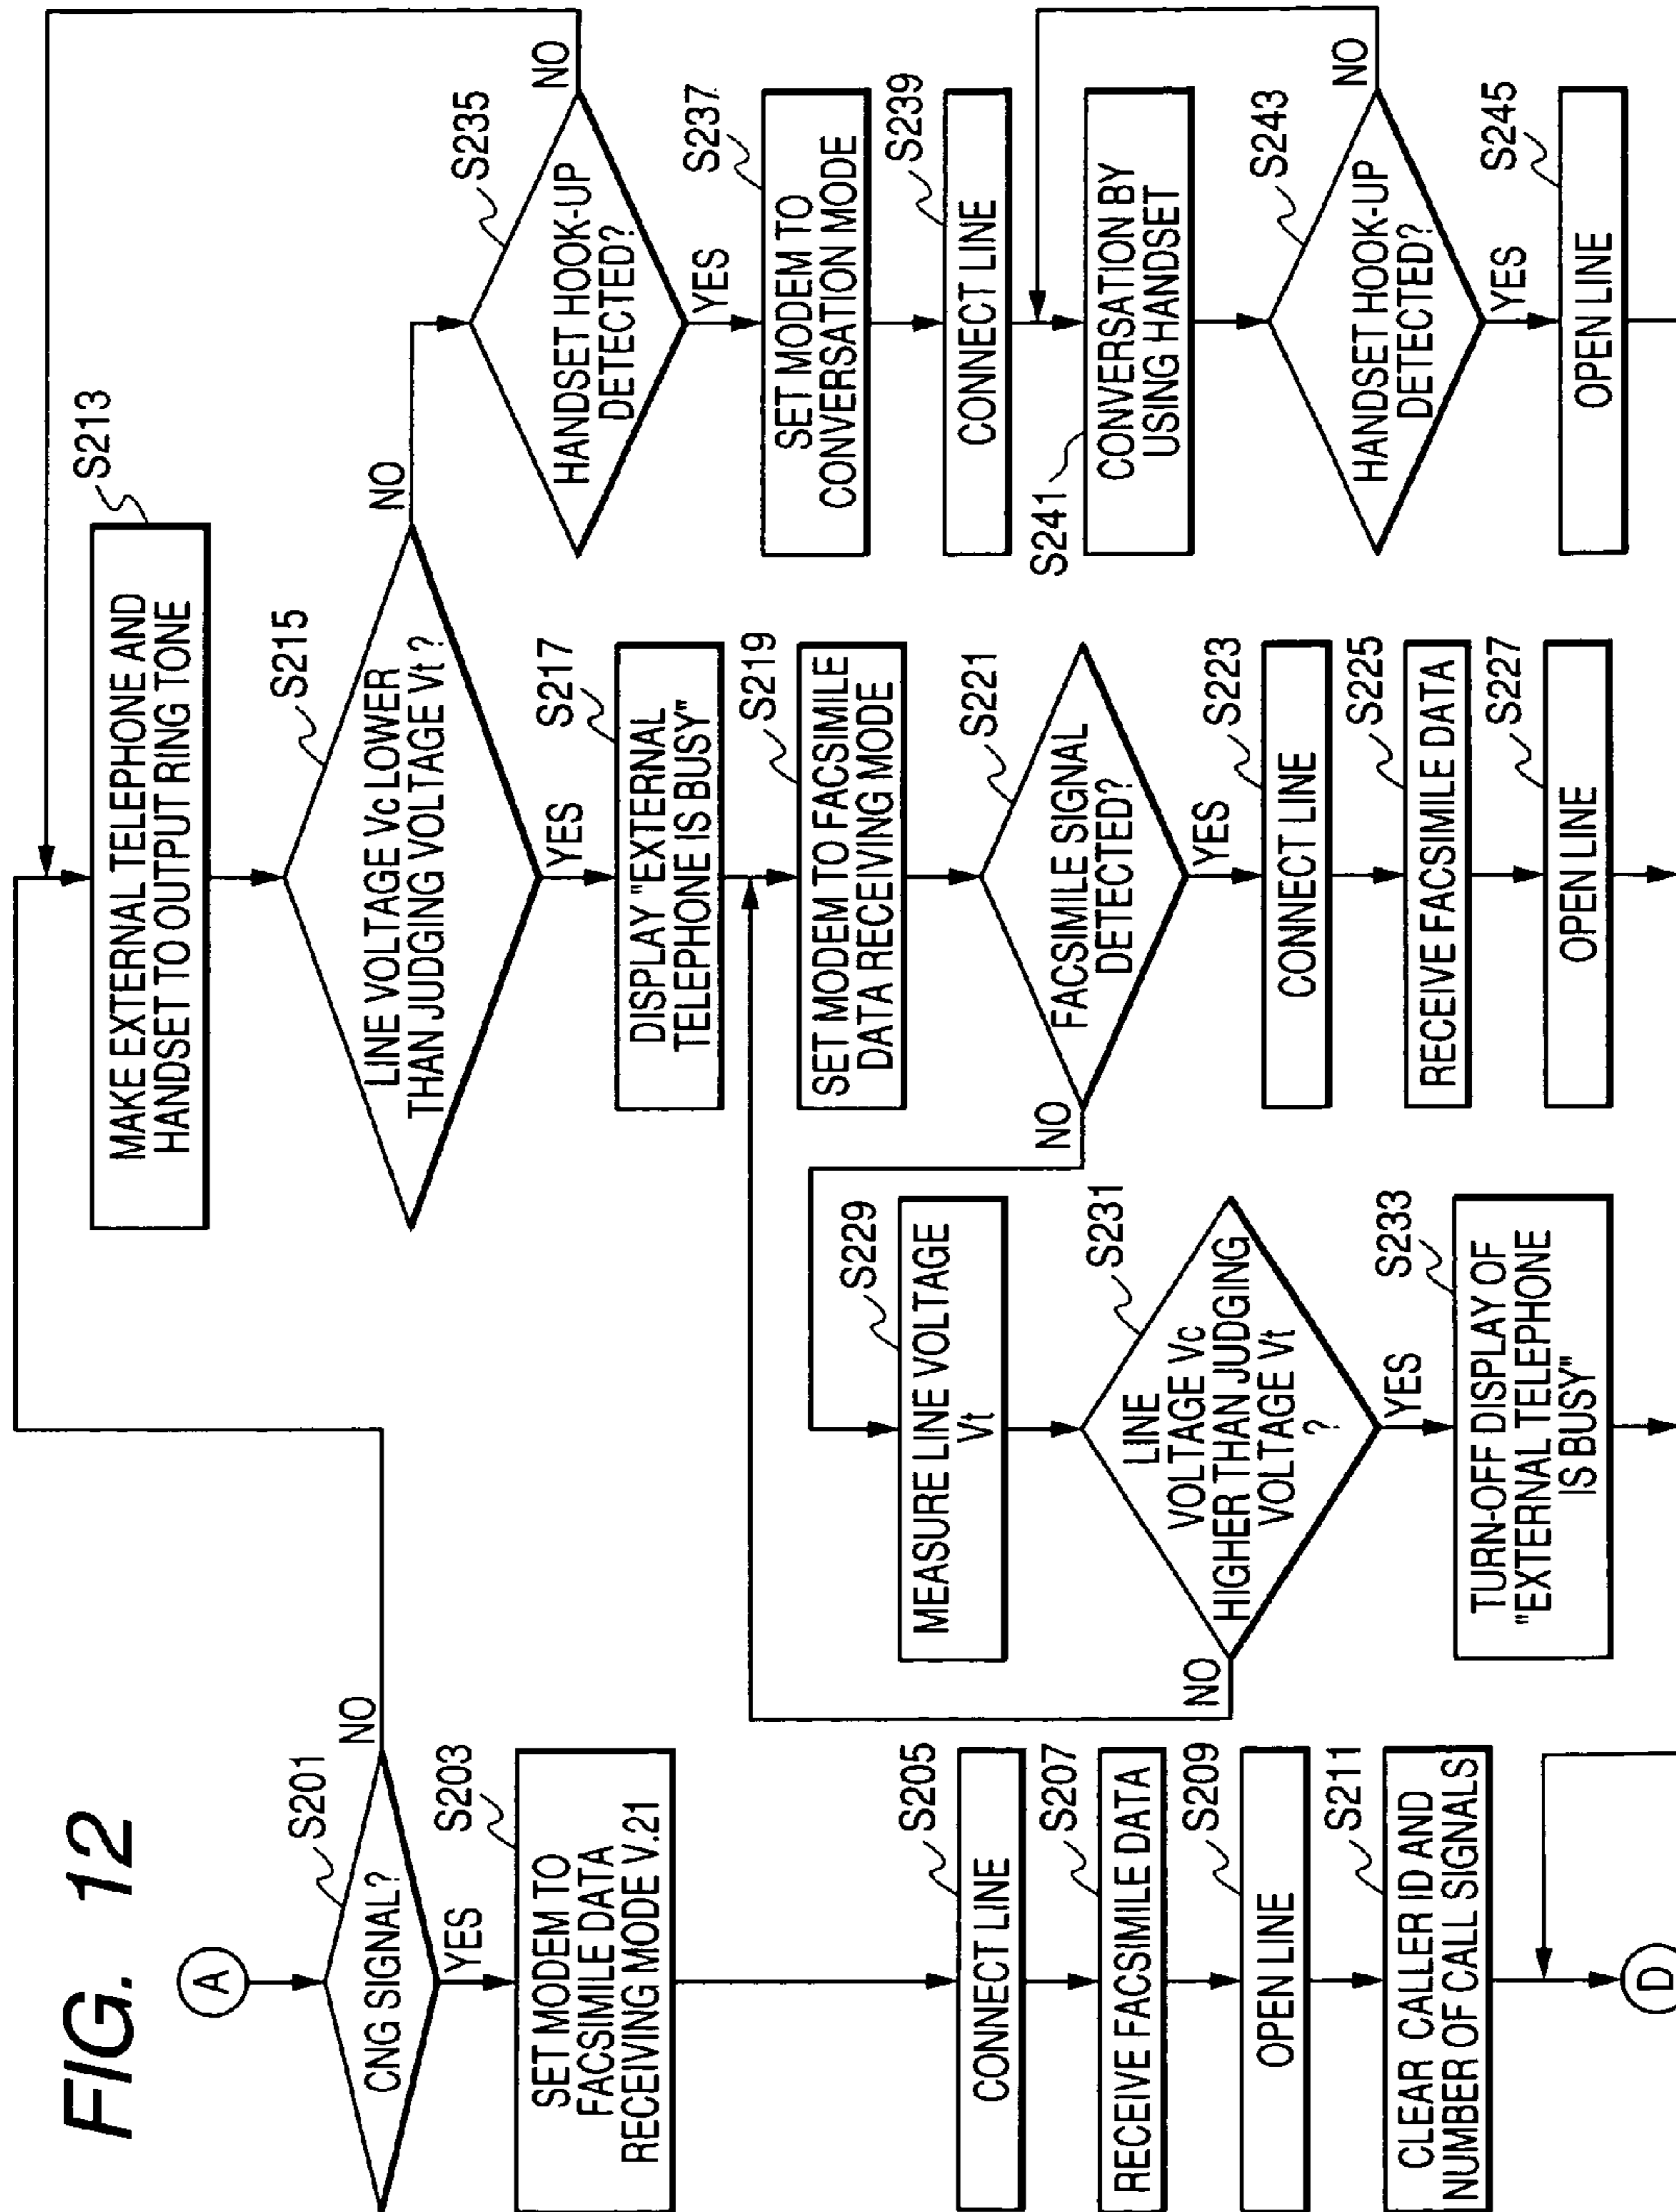 FIG. 12
A
CNG SIGNAL?
S201
NO
YES
S203
SET MODEM TO
FACSIMILE DATA
RECEIVING MODE V.21
S205
CONNECT LINE
S207
RECEIVE FACSIMILE DATA
S209
OPEN LINE
S211
CLEAR CALLER ID AND
NUMBER OF CALL SIGNALS
D
S213
MAKE EXTERNAL TELEPHONE AND
HANDSET TO OUTPUT RING TONE
S215
LINE VOLTAGE Vc LOWER
THAN JUDGING VOLTAGE Vt ?
NO
YES
S217
DISPLAY "EXTERNAL
TELEPHONE IS BUSY"
S219
SET MODEM TO FACSIMILE
DATA RECEIVING MODE
S221
FACSIMILE SIGNAL
DETECTED?
NO
YES
S223
CONNECT LINE
S225
RECEIVE FACSIMILE DATA
S227
OPEN LINE
S229
MEASURE LINE VOLTAGE
Vt
S231
LINE
VOLTAGE Vc
HIGHER THAN JUDGING
VOLTAGE Vt
?
NO
YES
S233
TURN-OFF DISPLAY OF
"EXTERNAL TELEPHONE
IS BUSY"
S235
HANDSET HOOK-UP
DETECTED?
NO
YES
S237
SET MODEM TO
CONVERSATION MODE
S239
CONNECT LINE
S241
CONVERSATION BY
USING HANDSET
S243
HANDSET HOOK-UP
DETECTED?
NO
YES
S245
OPEN LINE